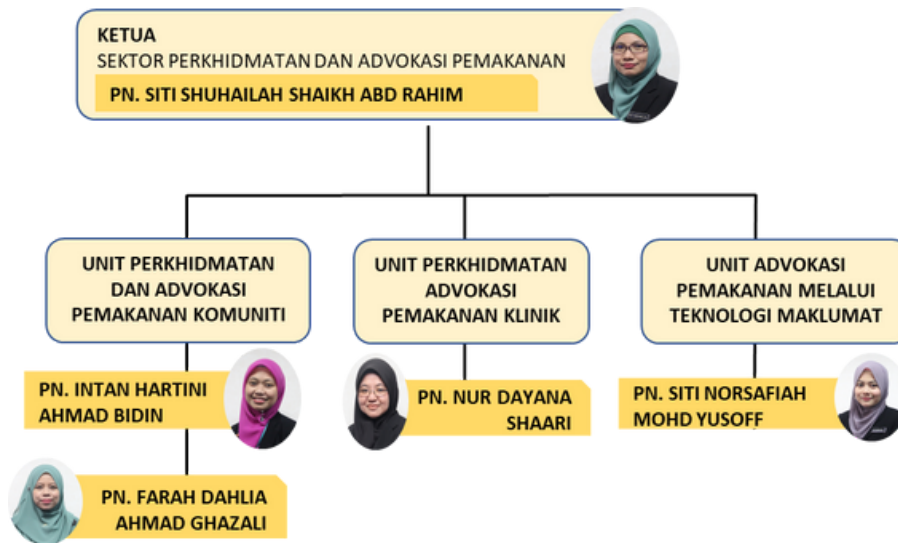 KETUA
SEKTOR PERKHIDMATAN DAN ADVOKASI PEMAKANAN
PN. SITI SHUHAILAH SHAIKH ABD RAHIM
UNIT PERKHIDMATAN
DAN ADVOKASI
PEMAKANAN KOMUNITI
UNIT PERKHIDMATAN
ADVOKASI
PEMAKANAN KLINIK
UNIT ADVOKASI
PEMAKANAN MELALUI
TEKNOLOGI MAKLUMAT
PN. INTAN HARTINI
AHMAD BIDIN
PN. NUR DAYANA
SHAARI
PN. SITI NORSAFIAH
MOHD YUSOFF
PN. FARAH DAHLIA
AHMAD GHAZALI